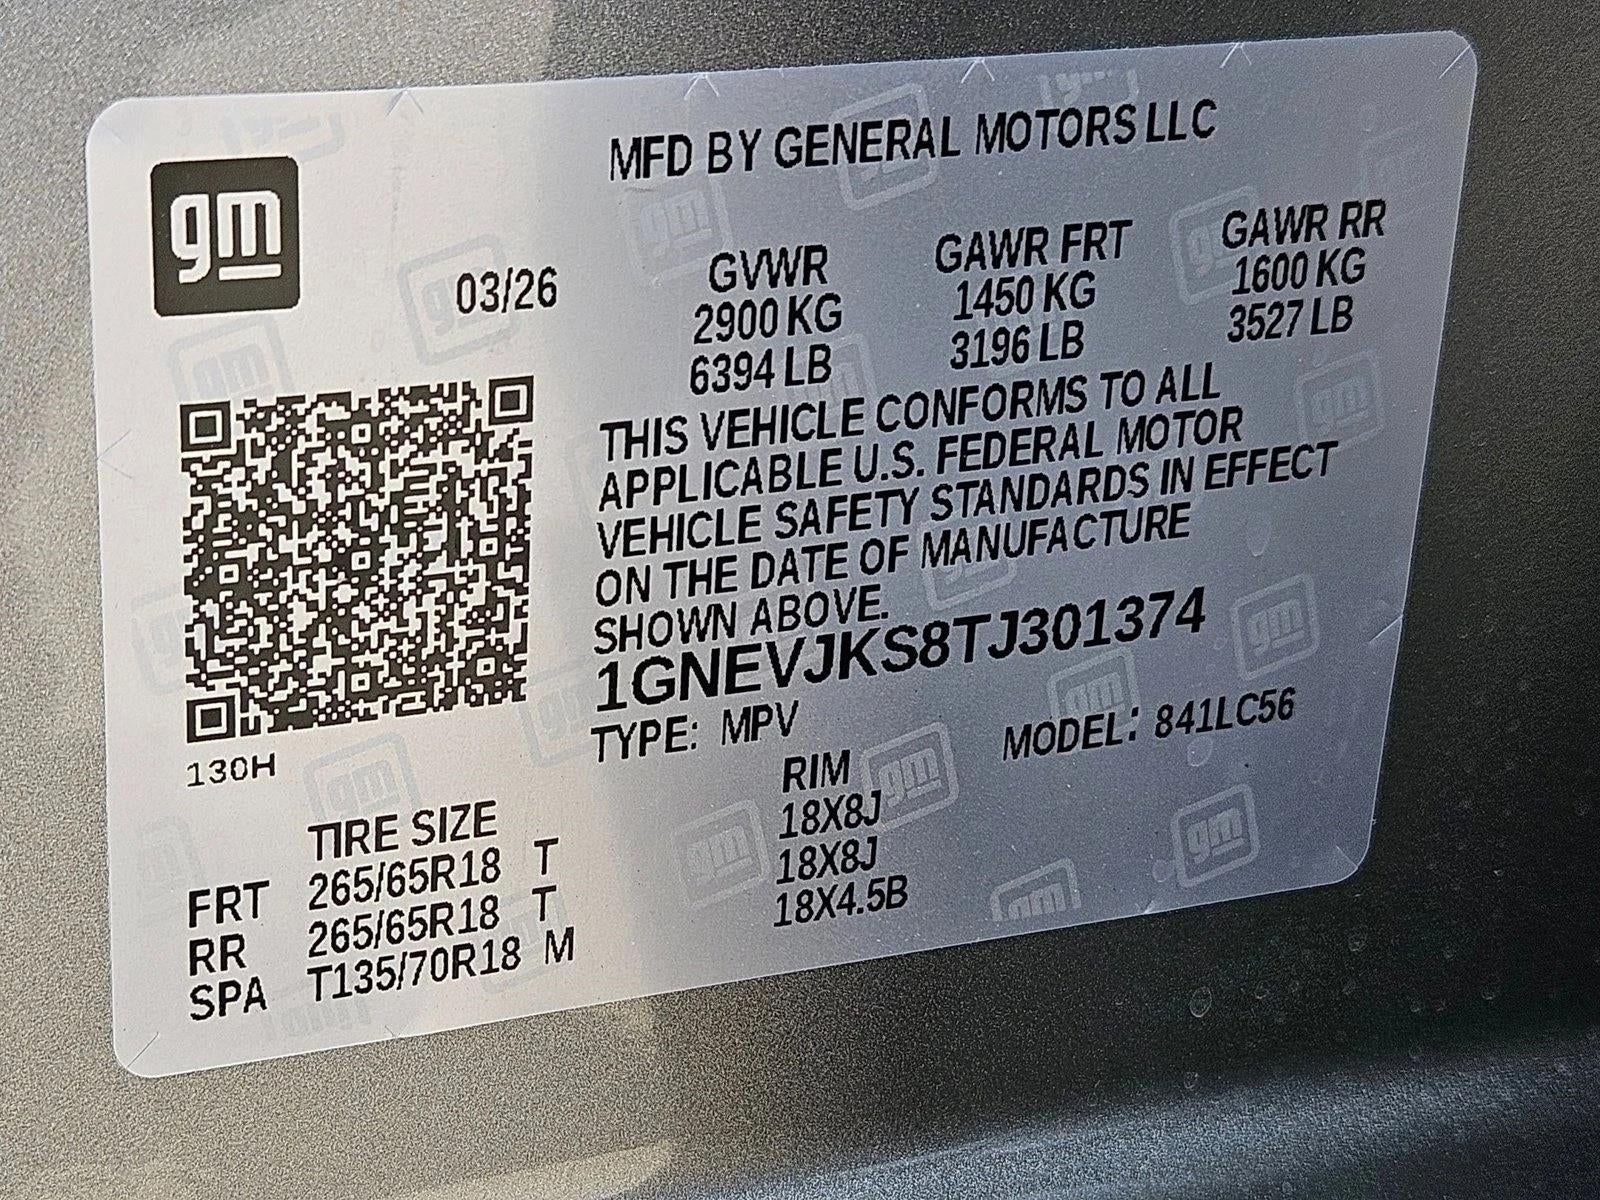 gm
MFD BY GENERAL MOTORS LLC
03/26
GVWR GAWR FRT GAWR RR
2900 KG 1450 KG 1600 KG
6394 LB 3196 LB 3527 LB
THIS VEHICLE CONFORMS TO ALL
APPLICABLE U.S. FEDERAL MOTOR
VEHICLE SAFETY STANDARDS IN EFFECT
ON THE DATE OF MANUFACTURE
SHOWN ABOVE.
1GNEVJKS8TJ301374
TYPE: MPV MODEL: 841LC56
130H
TIRE SIZE RIM
FRT 265/65R18 T 18X8J
RR 265/65R18 T 18X8J
SPA T135/70R18 M 18X4.5B